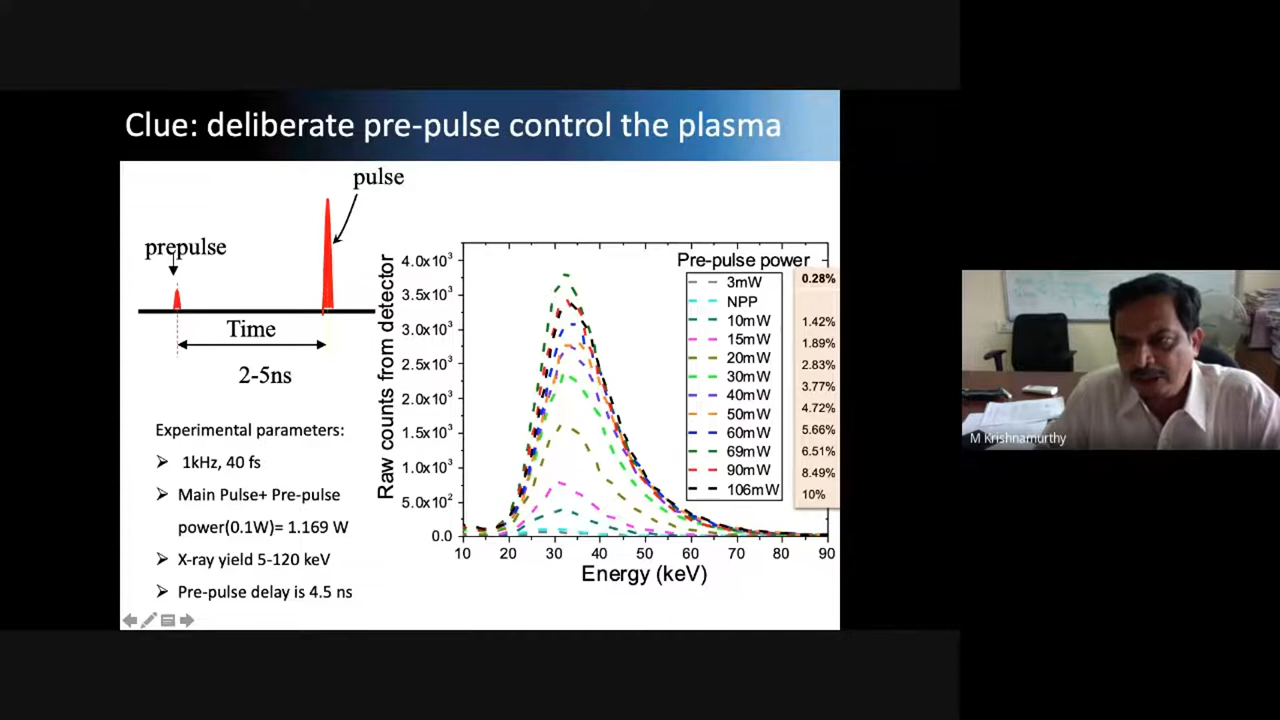 Clue: deliberate pre-pulse control the plasma
pulse
prepulse
Time
2-5ns
Experimental parameters:
1kHz, 40 fs
Main Pulse+ Pre-pulse
power(0.1W)= 1.169 W
X-ray yield 5-120 keV
Pre-pulse delay is 4.5 ns
Raw counts from detector
4.0x10³
3.5x10³
3.0x10³
2.5x10³
2.0x10³
1.5x10³
1.0x10³
5.0x10²
0.0
10 20 30 40 50 60 70 80 90
Energy (keV)
Pre-pulse power
3mW 0.28%
NPP
10mW 1.42%
15mW 1.89%
20mW 2.83%
30mW 3.77%
40mW 4.72%
50mW 5.66%
60mW 6.51%
69mW 8.49%
90mW 10%
106mW
M Krishnamurthy